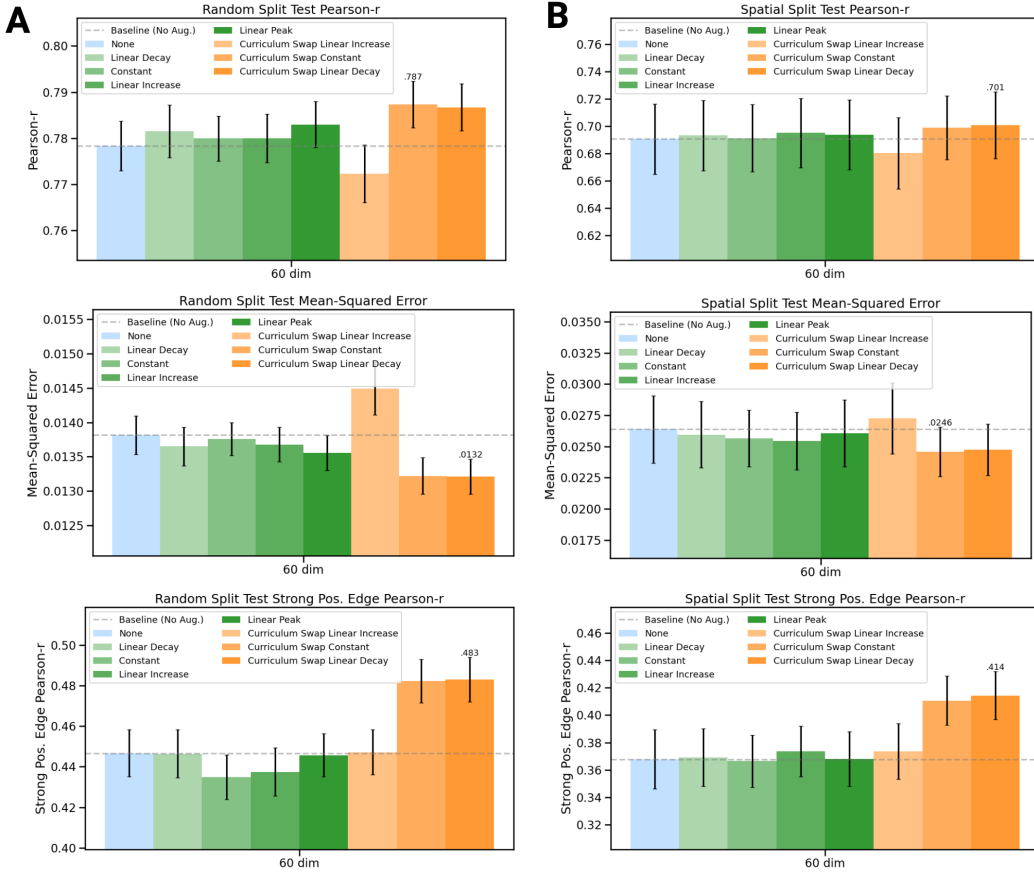 A
Random Split Test Pearson-r
0.80
0.79
0.78
0.77
0.76
Pearson-r
Baseline (No Aug.)
None
Linear Decay
Constant
Linear Increase
Linear Peak
Curriculum Swap Linear Increase
Curriculum Swap Constant
Curriculum Swap Linear Decay
.787
60 dim
Random Split Test Mean-Squared Error
0.0155
0.0150
0.0145
0.0140
0.0135
0.0130
0.0125
Mean-Squared Error
Baseline (No Aug.)
None
Linear Decay
Constant
Linear Increase
Linear Peak
Curriculum Swap Linear Increase
Curriculum Swap Constant
Curriculum Swap Linear Decay
.0132
60 dim
Random Split Test Strong Pos. Edge Pearson-r
0.50
0.48
0.46
0.44
0.42
0.40
Strong Pos. Edge Pearson-r
Baseline (No Aug.)
None
Linear Decay
Constant
Linear Increase
Linear Peak
Curriculum Swap Linear Increase
Curriculum Swap Constant
Curriculum Swap Linear Decay
.483
60 dim
B
Spatial Split Test Pearson-r
0.76
0.74
0.72
0.70
0.68
0.66
0.64
0.62
Pearson-r
Baseline (No Aug.)
None
Linear Decay
Constant
Linear Increase
Linear Peak
Curriculum Swap Linear Increase
Curriculum Swap Constant
Curriculum Swap Linear Decay
.701
60 dim
Spatial Split Test Mean-Squared Error
0.0350
0.0325
0.0300
0.0275
0.0250
0.0225
0.0200
0.0175
Mean-Squared Error
Baseline (No Aug.)
None
Linear Decay
Constant
Linear Increase
Linear Peak
Curriculum Swap Linear Increase
Curriculum Swap Constant
Curriculum Swap Linear Decay
.0246
60 dim
Spatial Split Test Strong Pos. Edge Pearson-r
0.46
0.44
0.42
0.40
0.38
0.36
0.34
0.32
Strong Pos. Edge Pearson-r
Baseline (No Aug.)
None
Linear Decay
Constant
Linear Increase
Linear Peak
Curriculum Swap Linear Increase
Curriculum Swap Constant
Curriculum Swap Linear Decay
.414
60 dim